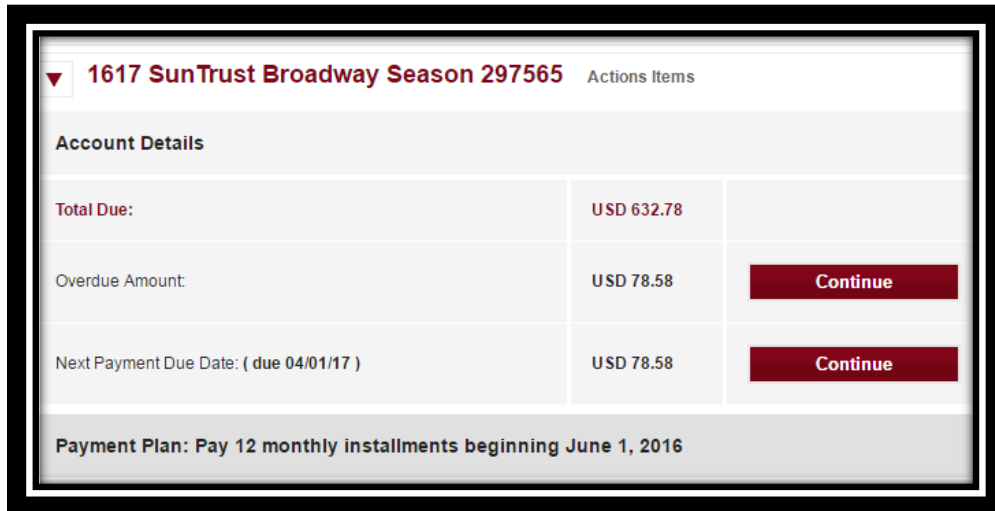 1617 SunTrust Broadway Season 297565 Actions Items
Account Details
Total Due: USD 632.78
Overdue Amount: USD 78.58 Continue
Next Payment Due Date: ( due 04/01/17 ) USD 78.58 Continue
Payment Plan: Pay 12 monthly installments beginning June 1, 2016